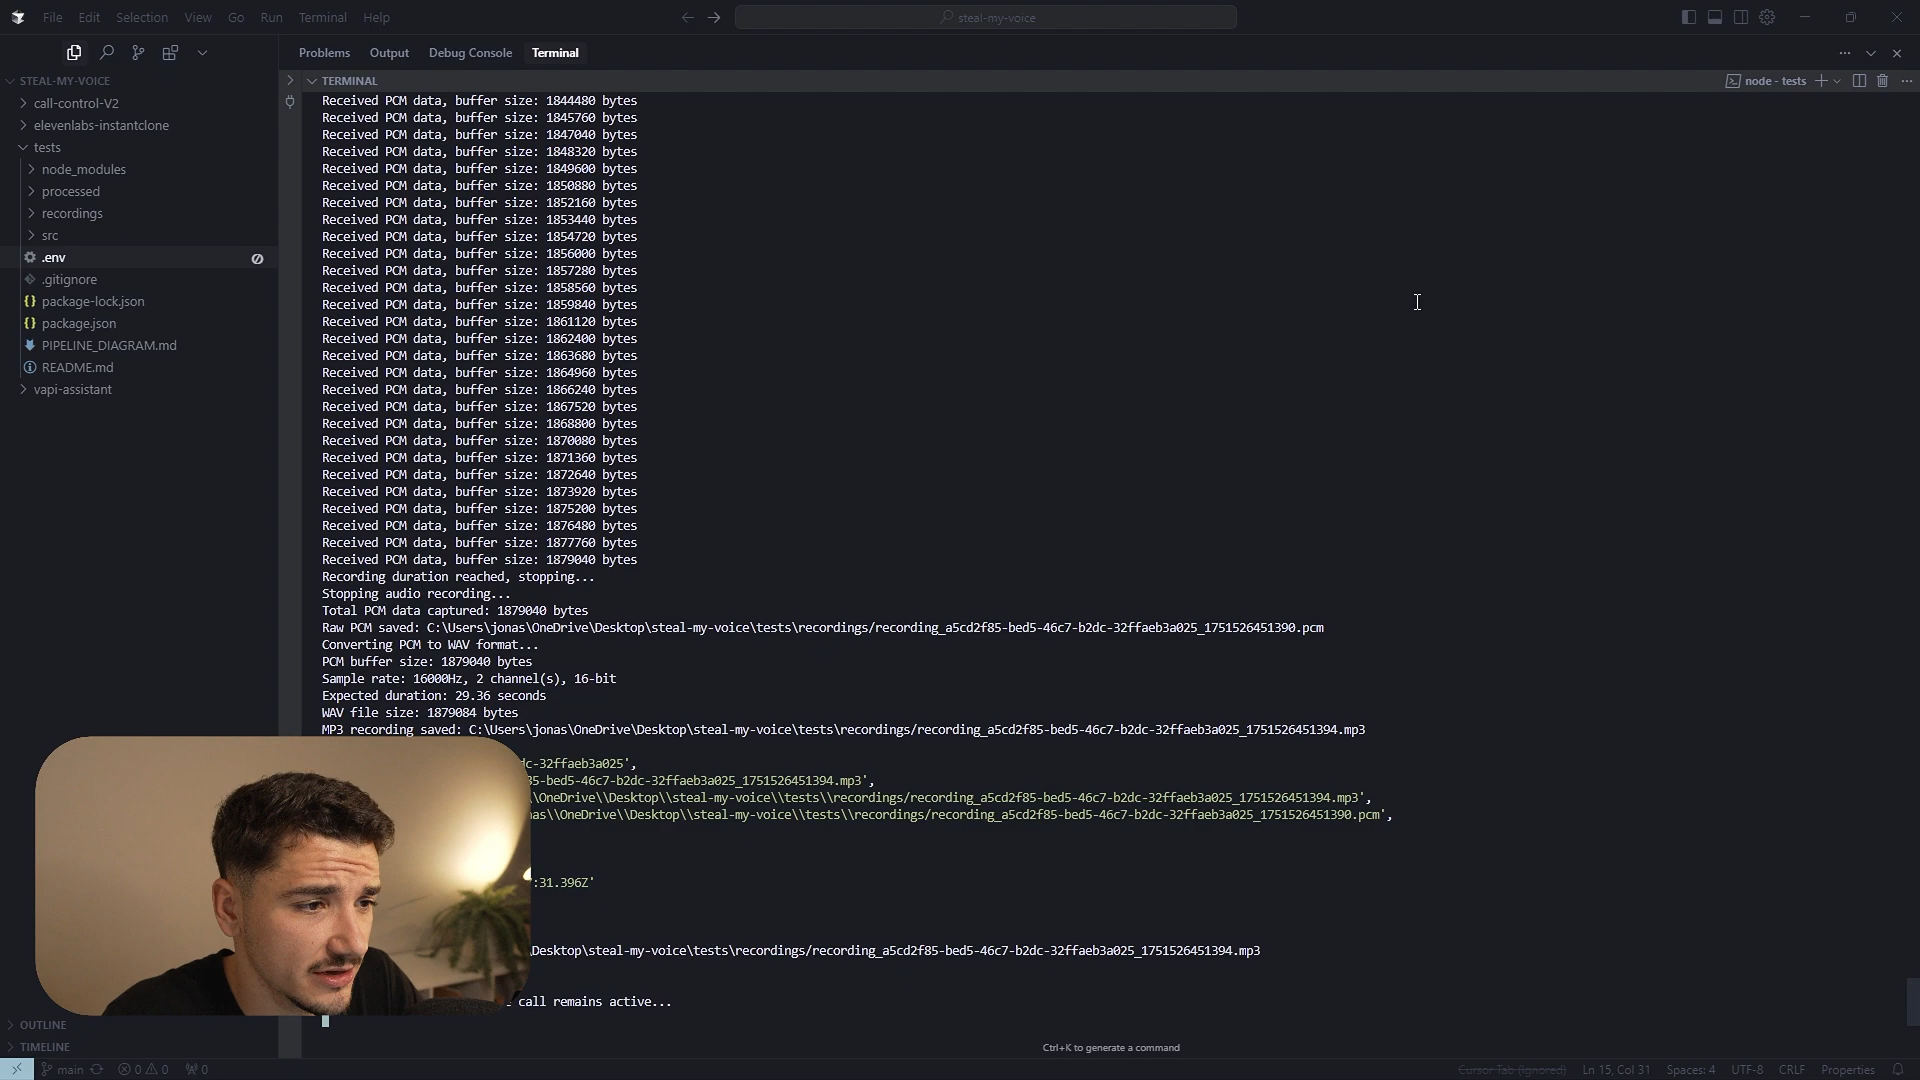 File Edit Selection View Go Run Terminal Help
steal-my-voice
Problems Output Debug Console Terminal
STEAL-MY-VOICE
call-control-V2
elevenlabs-instantclone
tests
node_modules
processed
recordings
src
.env
.gitignore
package-lock.json
package.json
PIPELINE_DIAGRAM.md
README.md
vapi-assistant
TERMINAL
node - tests
Received PCM data, buffer size: 1844480 bytes
Received PCM data, buffer size: 1845760 bytes
Received PCM data, buffer size: 1847040 bytes
Received PCM data, buffer size: 1848320 bytes
Received PCM data, buffer size: 1849600 bytes
Received PCM data, buffer size: 1850880 bytes
Received PCM data, buffer size: 1852160 bytes
Received PCM data, buffer size: 1853440 bytes
Received PCM data, buffer size: 1854720 bytes
Received PCM data, buffer size: 1856000 bytes
Received PCM data, buffer size: 1857280 bytes
Received PCM data, buffer size: 1858560 bytes
Received PCM data, buffer size: 1859840 bytes
Received PCM data, buffer size: 1861120 bytes
Received PCM data, buffer size: 1862400 bytes
Received PCM data, buffer size: 1863680 bytes
Received PCM data, buffer size: 1864960 bytes
Received PCM data, buffer size: 1866240 bytes
Received PCM data, buffer size: 1867520 bytes
Received PCM data, buffer size: 1868800 bytes
Received PCM data, buffer size: 1870080 bytes
Received PCM data, buffer size: 1871360 bytes
Received PCM data, buffer size: 1872640 bytes
Received PCM data, buffer size: 1873920 bytes
Received PCM data, buffer size: 1875200 bytes
Received PCM data, buffer size: 1876480 bytes
Received PCM data, buffer size: 1877760 bytes
Received PCM data, buffer size: 1879040 bytes
Recording duration reached, stopping...
Stopping audio recording...
Total PCM data captured: 1879040 bytes
Raw PCM saved: C:\Users\jonas\OneDrive\Desktop\steal-my-voice\tests\recordings/recording_a5cd2f85-bed5-46c7-b2dc-32ffaeb3a025_1751526451390.pcm
Converting PCM to WAV format...
PCM buffer size: 1879040 bytes
Sample rate: 16000Hz, 2 channel(s), 16-bit
Expected duration: 29.36 seconds
WAV file size: 1879084 bytes
MP3 recording saved: C:\Users\jonas\OneDrive\Desktop\steal-my-voice\tests\recordings/recording_a5cd2f85-bed5-46c7-b2dc-32ffaeb3a025_1751526451394.mp3
dc-32ffaeb3a025',
85-bed5-46c7-b2dc-32ffaeb3a025_1751526451394.mp3',
\\OneDrive\\Desktop\\steal-my-voice\\tests\\recordings/recording_a5cd2f85-bed5-46c7-b2dc-32ffaeb3a025_1751526451394.mp3',
nas\\OneDrive\\Desktop\\steal-my-voice\\tests\\recordings/recording_a5cd2f85-bed5-46c7-b2dc-32ffaeb3a025_1751526451390.pcm',
:31.396Z'
\Desktop\steal-my-voice\tests\recordings/recording_a5cd2f85-bed5-46c7-b2dc-32ffaeb3a025_1751526451394.mp3
call remains active...
OUTLINE
TIMELINE
Ctrl+K to generate a command
main 0 0 0 Cursor Tab (Ignored) Ln 15, Col 31 Spaces: 4 UTF-8 CRLF Properties